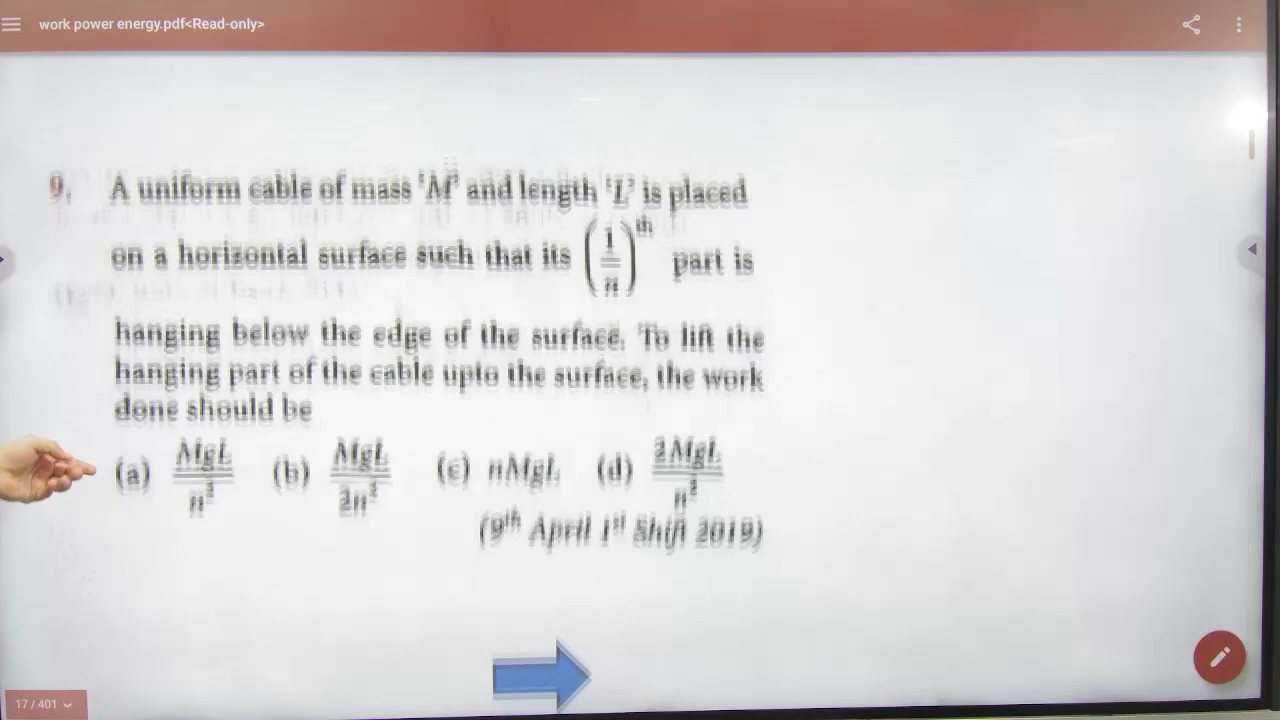 work power energy.pdf<Read-only>
9. A uniform cable of mass 'M' and length 'L' is placed
on a horizontal surface such that its (1/n)th part is
hanging below the edge of the surface. To lift the
hanging part of the cable upto the surface, the work
done should be
(a) MgL/n² (b) MgL/2n² (c) nMgL (d) 2MgL/n²
(9th April 1st Shift 2019)
17 / 401